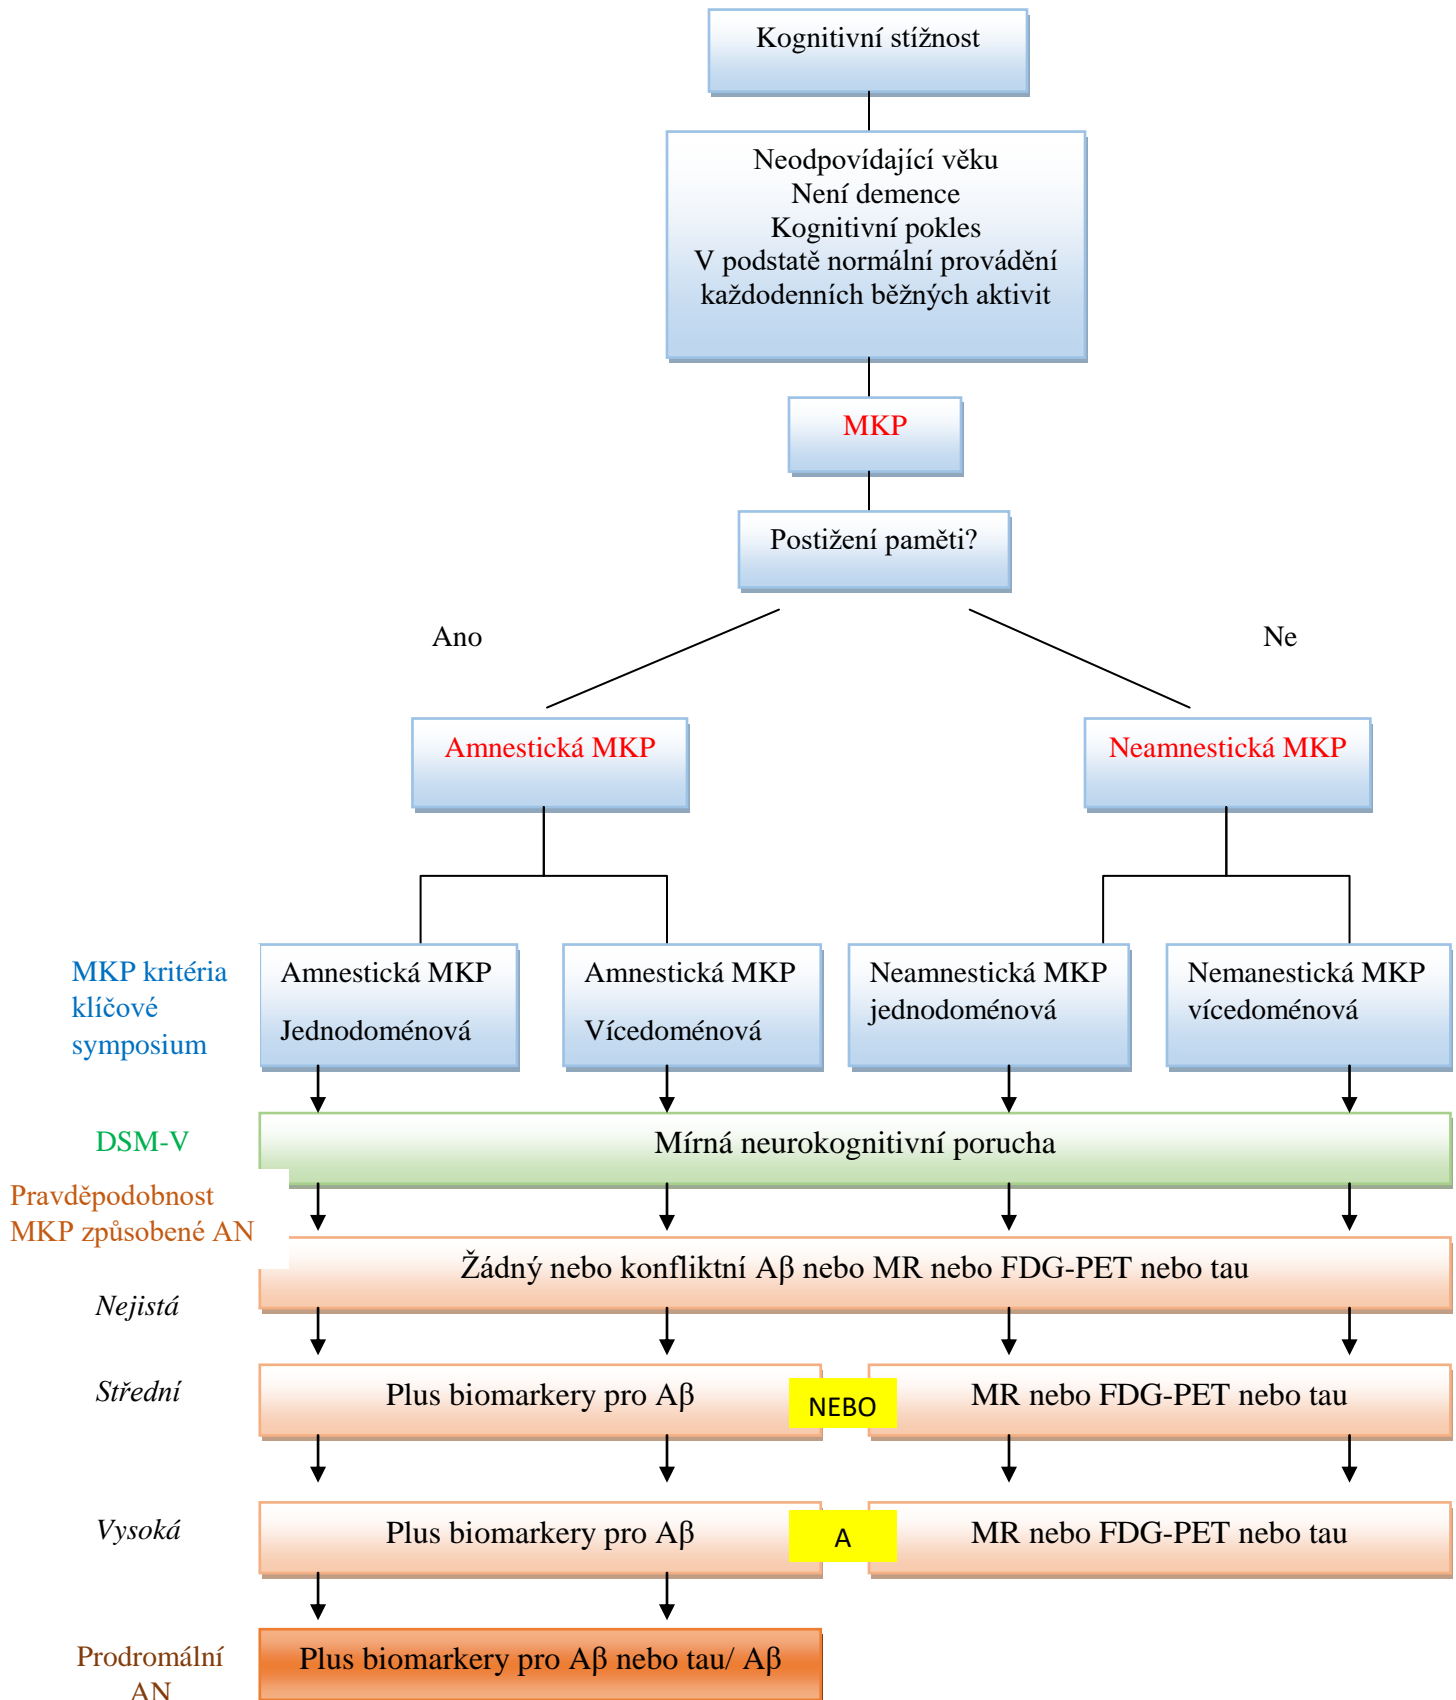 Kognitivní stížnost
Neodpovídající věku
Není demence
Kognitivní pokles
V podstatě normální provádění
každodenních běžných aktivit
MKP
Postižení paměti?
Ano
Ne
Amnestická MKP
Neamnestická MKP
MKP kritéria
klíčové
symposium
Amnestická MKP
Jednodoménová
Amnestická MKP
Vícedoménová
Neamnestická MKP
jednodoménová
Nemanestická MKP
vícedoménová
DSM-V
Mírná neurokognitivní porucha
Pravděpodobnost
MKP způsobené AN
Žádný nebo konfliktní Aβ nebo MR nebo FDG-PET nebo tau
Nejistá
Střední
Plus biomarkery pro Aβ
NEBO
MR nebo FDG-PET nebo tau
Vysoká
Plus biomarkery pro Aβ
A
MR nebo FDG-PET nebo tau
Prodromální
AN
Plus biomarkery pro Aβ nebo tau/ Aβ